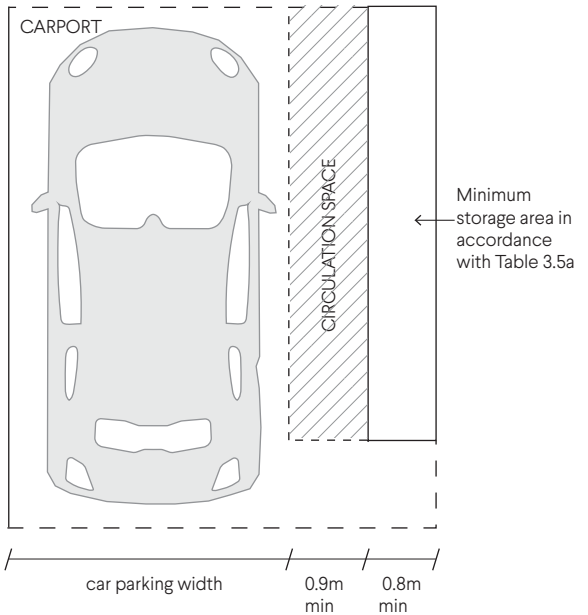 CARPORT
CIRCULATION SPACE
Minimum
storage area in
accordance
with Table 3.5a
car parking width
0.9m
min
0.8m
min